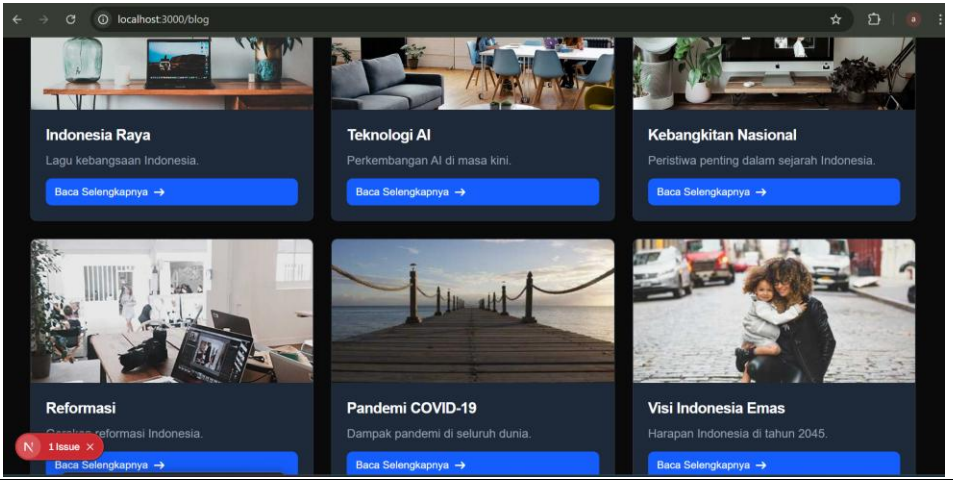 localhost:3000/blog
a
Indonesia Raya
Lagu kebangsaan Indonesia.
Baca Selengkapnya →
Teknologi AI
Perkembangan AI di masa kini.
Baca Selengkapnya →
Kebangkitan Nasional
Peristiwa penting dalam sejarah Indonesia.
Baca Selengkapnya →
Reformasi
reformasi Indonesia.
Baca Selengkapnya →
Pandemi COVID-19
Dampak pandemi di seluruh dunia.
Baca Selengkapnya →
Visi Indonesia Emas
Harapan Indonesia di tahun 2045.
Baca Selengkapnya →
N 1 Issue ×